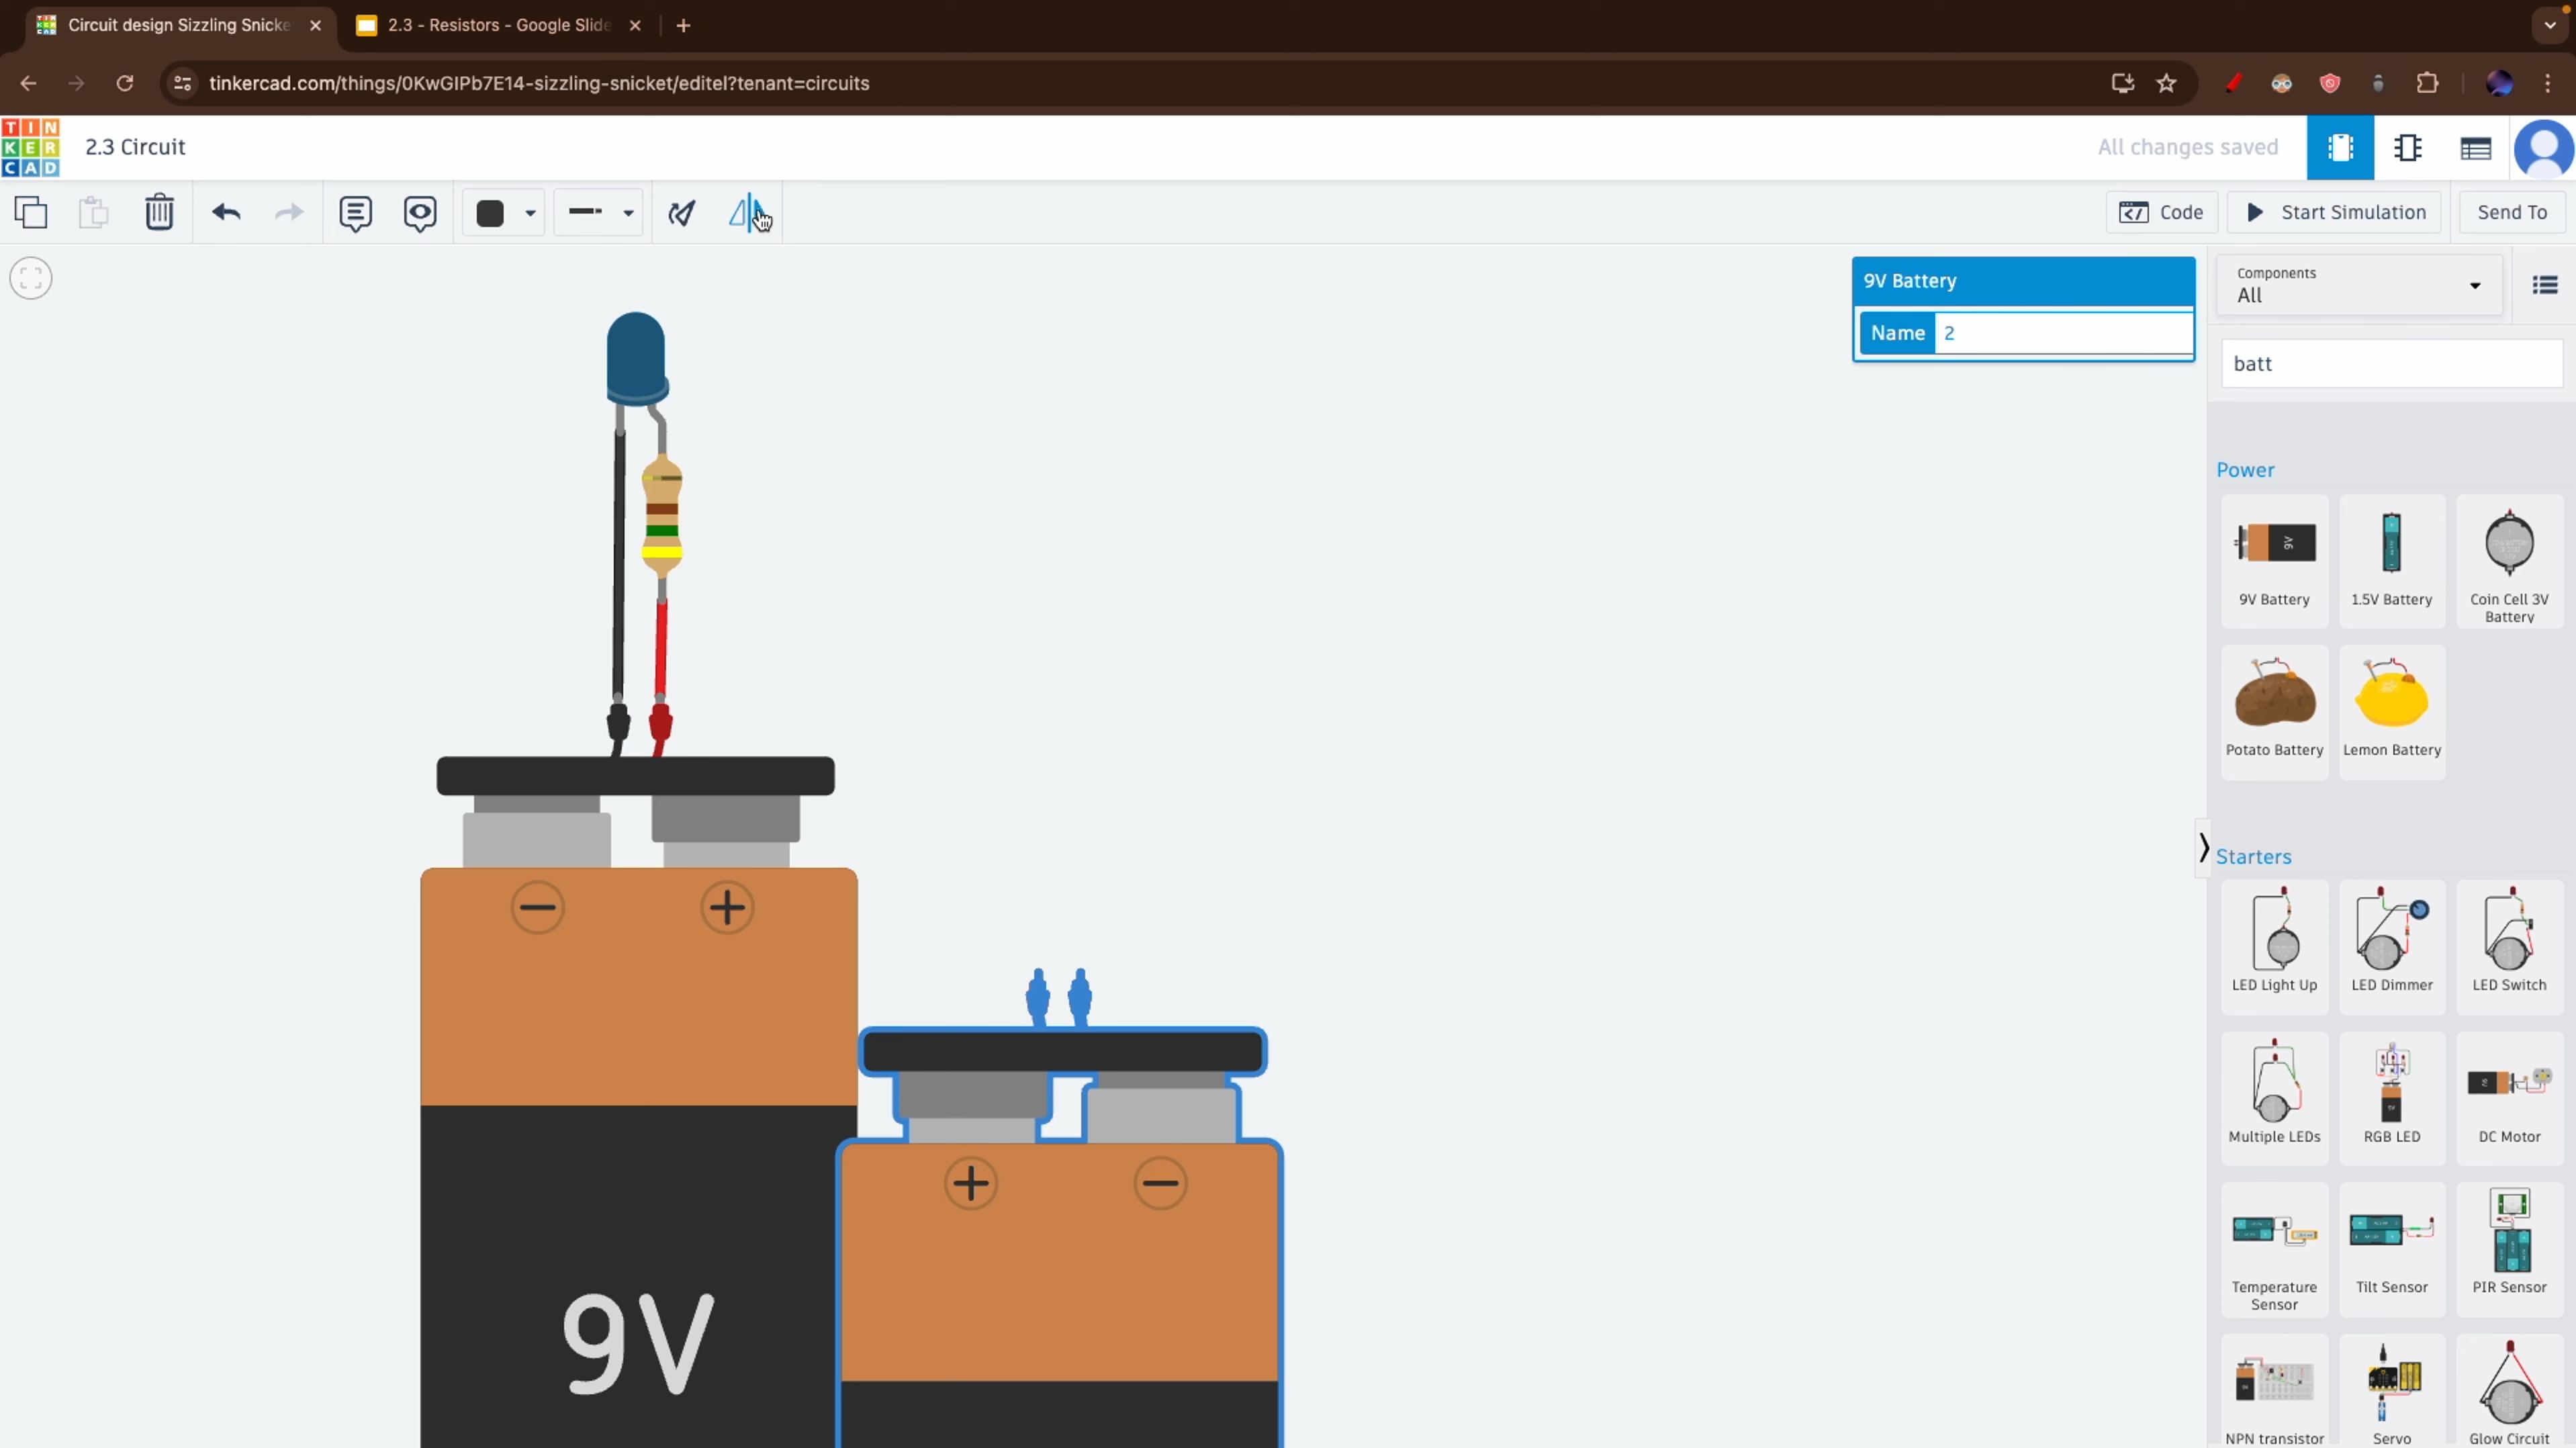 Circuit design Sizzling Snicke
2.3 - Resistors - Google Slide
tinkercad.com/things/0KwGIPb7E14-sizzling-snicket/editel?tenant=circuits
TIN
KER
CAD
2.3 Circuit
All changes saved
Code
Start Simulation
Send To
9V Battery
Name 2
Components
All
batt
Power
9V
9V Battery
1.5V Battery
Coin Cell 3V
Battery
Potato Battery
Lemon Battery
Starters
LED Light Up
LED Dimmer
LED Switch
Multiple LEDs
RGB LED
DC Motor
Temperature
Sensor
Tilt Sensor
PIR Sensor
NPN transistor
Servo
Glow Circuit
− +
+ −
9V